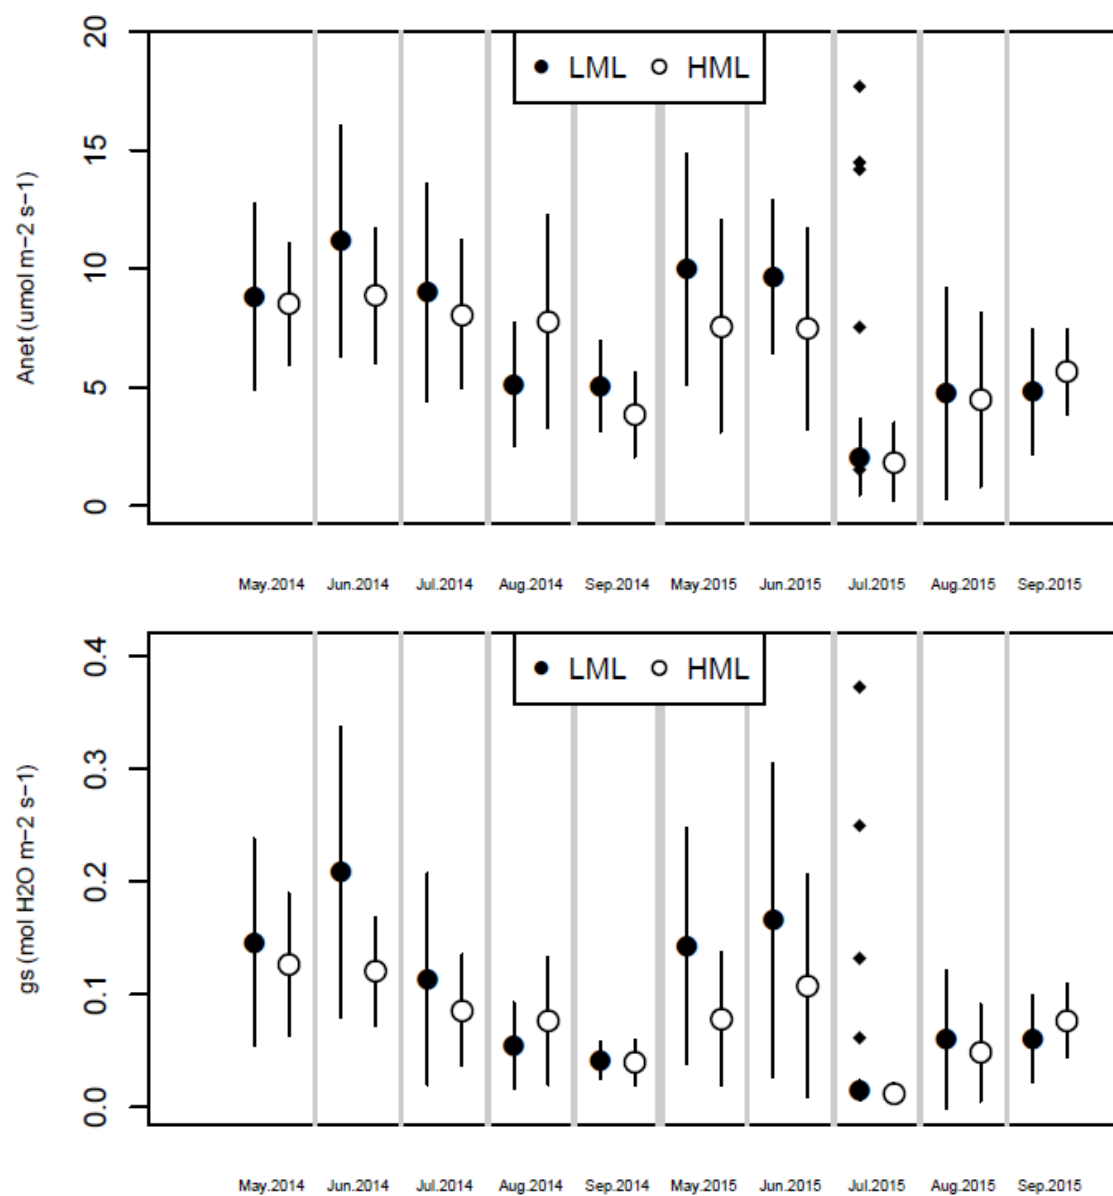 20
15
10
5
0
Anet (umol m−2 s−1)
LML HML
May.2014 Jun.2014 Jul.2014 Aug.2014 Sep.2014 May.2015 Jun.2015 Jul.2015 Aug.2015 Sep.2015
0.4
0.3
0.2
0.1
0.0
gs (mol H2O m−2 s−1)
LML HML
May.2014 Jun.2014 Jul.2014 Aug.2014 Sep.2014 May.2015 Jun.2015 Jul.2015 Aug.2015 Sep.2015